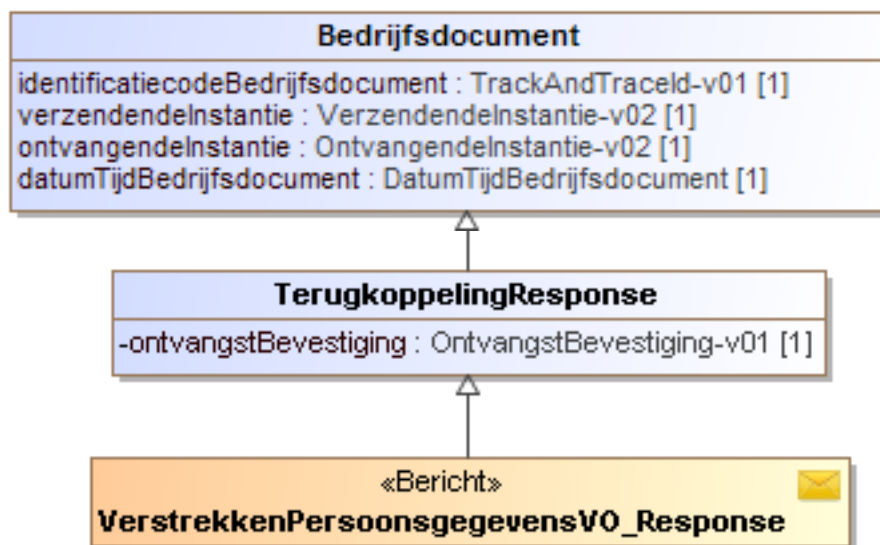 Bedrijfsdocument
identificatiecodeBedrijfsdocument : TrackAndTraceId-v01 [1]
verzendendeInstantie : VerzendendeInstantie-v02 [1]
ontvangendeInstantie : OntvangendeInstantie-v02 [1]
datumTijdBedrijfsdocument : DatumTijdBedrijfsdocument [1]
TerugkoppelingResponse
-ontvangstBevestiging : OntvangstBevestiging-v01 [1]
«Bericht»
VerstrekkenPersoonsgegevensVO_Response